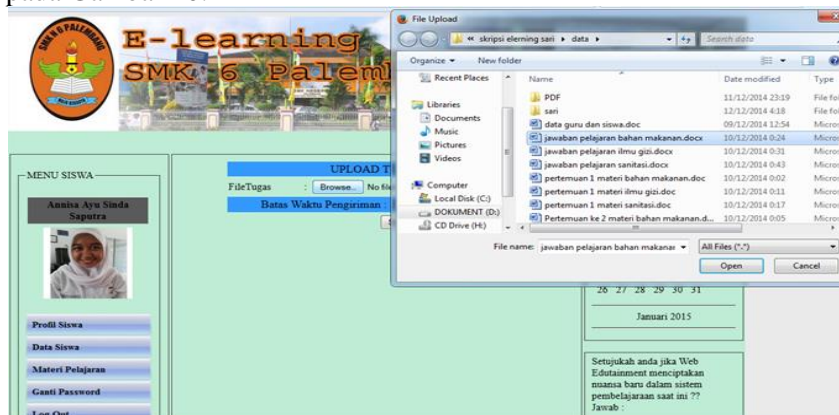 SMK N 6 PALEMBANG
E-learning
SMK 6 Palem
MENU SISWA
Annisa Ayu Sinda
Saputra
Profil Siswa
Data Siswa
Materi Pelajaran
Ganti Password
Log Out
UPLOAD T
FileTugas : Browse... No file
Batas Waktu Pengiriman :
File Upload
« skripsi elerning sari ▸ data ▸
Search data
Organize New folder
Recent Places
Libraries
Documents
Music
Pictures
Videos
Computer
Local Disk (C:)
DOKUMENT (D:)
CD Drive (H:)
Name Date modified Type
PDF 11/12/2014 23:19 File fol
sari 12/12/2014 4:18 File fol
data guru dan siswa.doc 09/12/2014 12:54 Micros
jawaban pelajaran bahan makanan.docx 10/12/2014 0:24 Micros
jawaban pelajaran ilmu gizi.docx 10/12/2014 0:31 Micros
jawaban pelajaran sanitasi.docx 10/12/2014 0:43 Micros
pertemuan 1 materi bahan makanan.doc 10/12/2014 0:02 Micros
pertemuan 1 materi ilmu gizi.doc 10/12/2014 0:11 Micros
pertemuan 1 materi sanitasi.doc 10/12/2014 0:17 Micros
Pertemuan ke 2 materi bahan makanan.d... 10/12/2014 0:05 Micros
File name: jawaban pelajaran bahan makanan All Files (*.*)
Open Cancel
26 27 28 29 30 31
Januari 2015
Setujukah anda jika Web
Edutainment menciptakan
nuansa baru dalam sistem
pembelajaraan saat ini ??
Jawab :